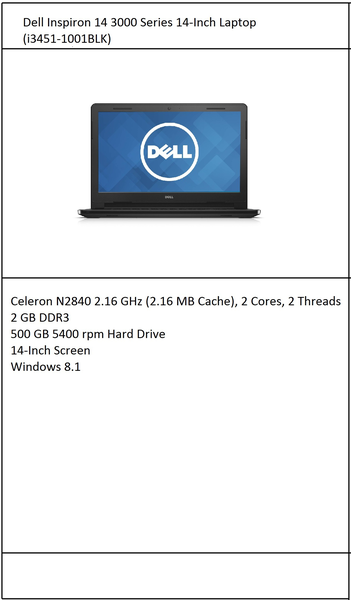 Dell Inspiron 14 3000 Series 14-Inch Laptop
(i3451-1001BLK)
DELL
DELL
Celeron N2840 2.16 GHz (2.16 MB Cache), 2 Cores, 2 Threads
2 GB DDR3
500 GB 5400 rpm Hard Drive
14-Inch Screen
Windows 8.1